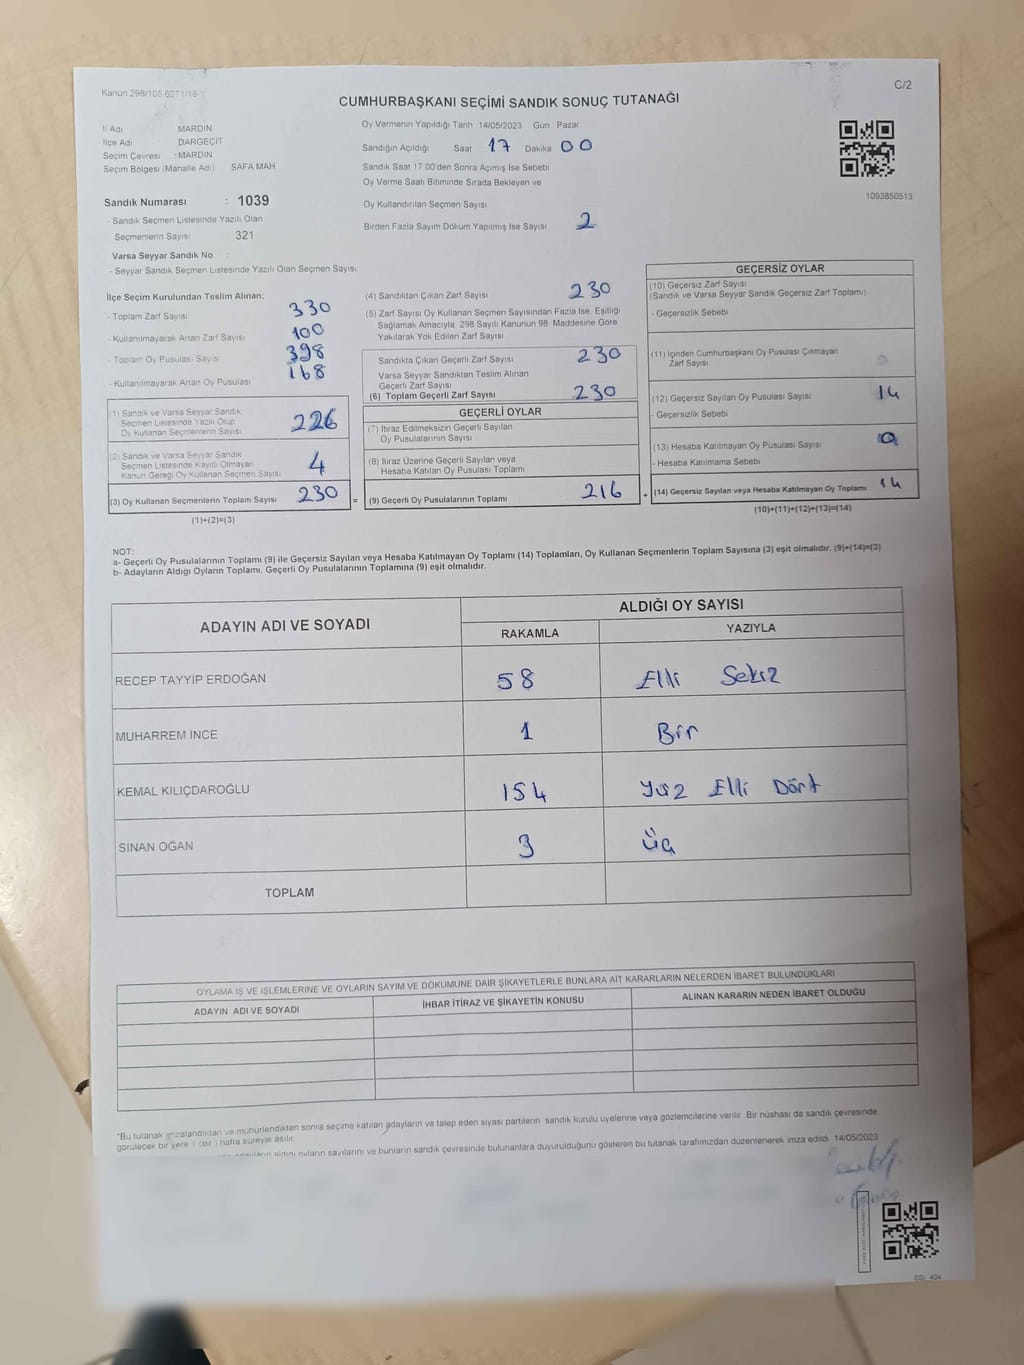 Kanun 298/105
C/2
CUMHURBAŞKANI SEÇİMİ SANDIK SONUÇ TUTANAĞI
İl Adı MARDİN
İlçe Adı DARGEÇİT
Seçim Çevresi : MARDİN
Seçim Bölgesi (Mahalle Adı) SAFA MAH
Sandık Numarası : 1039
- Sandık Seçmen Listesinde Yazılı Olan
Seçmenlerin Sayısı 321
Varsa Seyyar Sandık No :
- Seyyar Sandık Seçmen Listesinde Yazılı Olan Seçmen Sayısı
Oy Vermenin Yapıldığı Tarih 14/05/2023 Gün Pazar
Sandığın Açıldığı Saat 17 Dakika 00
Sandık Saat 17:00'den Sonra Açılmış İse Sebebi
Oy Verme Saati Bitiminde Sırada Bekleyen ve
Oy Kullandırılan Seçmen Sayısı
Birden Fazla Sayım Döküm Yapılmış İse Sayısı 2
1093850513
İlçe Seçim Kurulundan Teslim Alınan;
- Toplam Zarf Sayısı 330
- Kullanılmayarak Artan Zarf Sayısı 100
- Toplam Oy Pusulası Sayısı 398
- Kullanılmayarak Artan Oy Pusulası 168
(1) Sandık ve Varsa Seyyar Sandık
Seçmen Listesinde Yazılı Olup
Oy Kullanan Seçmenlerin Sayısı 226
(2) Sandık ve Varsa Seyyar Sandık
Seçmen Listesinde Kayıtlı Olmayan
Kanun Gereği Oy Kullanan Seçmen Sayısı 4
(3) Oy Kullanan Seçmenlerin Toplam Sayısı 230
(1)+(2)=(3)
(4) Sandıktan Çıkan Zarf Sayısı 230
(5) Zarf Sayısı Oy Kullanan Seçmen Sayısından Fazla İse, Eşitliği
Sağlamak Amacıyla, 298 Sayılı Kanunun 98. Maddesine Göre
Yakılarak Yok Edilen Zarf Sayısı
Sandıkta Çıkan Geçerli Zarf Sayısı 230
Varsa Seyyar Sandıktan Teslim Alınan
Geçerli Zarf Sayısı
(6) Toplam Geçerli Zarf Sayısı 230
GEÇERLİ OYLAR
(7) İtiraz Edilmeksizin Geçerli Sayılan
Oy Pusulalarının Sayısı
(8) İtiraz Üzerine Geçerli Sayılan veya
Hesaba Katılan Oy Pusulası Toplamı
= (9) Geçerli Oy Pusulalarının Toplamı 216
GEÇERSİZ OYLAR
(10) Geçersiz Zarf Sayısı
(Sandık ve Varsa Seyyar Sandık Geçersiz Zarf Toplamı)
- Geçersizlik Sebebi
(11) İçinden Cumhurbaşkanı Oy Pusulası Çıkmayan
Zarf Sayısı
(12) Geçersiz Sayılan Oy Pusulası Sayısı 14
- Geçersizlik Sebebi
(13) Hesaba Katılmayan Oy Pusulası Sayısı
- Hesaba Katılmama Sebebi
+ (14) Geçersiz Sayılan veya Hesaba Katılmayan Oy Toplamı 14
(10)+(11)+(12)+(13)=(14)
NOT:
a- Geçerli Oy Pusulalarının Toplamı (9) ile Geçersiz Sayılan veya Hesaba Katılmayan Oy Toplamı (14) Toplamları, Oy Kullanan Seçmenlerin Toplam Sayısına (3) eşit olmalıdır. (9)+(14)=(3)
b- Adayların Aldığı Oyların Toplamı, Geçerli Oy Pusulalarının Toplamına (9) eşit olmalıdır.
ADAYIN ADI VE SOYADI
ALDIĞI OY SAYISI
RAKAMLA YAZIYLA
RECEP TAYYİP ERDOĞAN 58 Elli Sekiz
MUHARREM İNCE 1 Bir
KEMAL KILIÇDAROĞLU 154 Yüz Elli Dört
SİNAN OĞAN 3 Üç
TOPLAM
OYLAMA İŞ VE İŞLEMLERİNE VE OYLARIN SAYIM VE DÖKÜMÜNE DAİR ŞİKAYETLERLE BUNLARA AİT KARARLARIN NELERDEN İBARET BULUNDUKLARI
ADAYIN ADI VE SOYADI İHBAR İTİRAZ VE ŞİKAYETİN KONUSU ALINAN KARARIN NEDEN İBARET OLDUĞU
*Bu tutanak imzalandıktan ve mühürlendikten sonra seçime katılan adayların ve talep eden siyasi partilerin sandık kurulu üyelerine veya gözlemcilerine verilir. Bir nüshası da sandık çevresinde
görülecek bir yere 1 (bir) hafta süreyle asılır.
aldığı oyların sayılarını ve bunların sandık çevresinde bulunanlara duyurulduğunu gösteren bu tutanak tarafımızdan düzenlenerek imza edildi. 14/05/2023